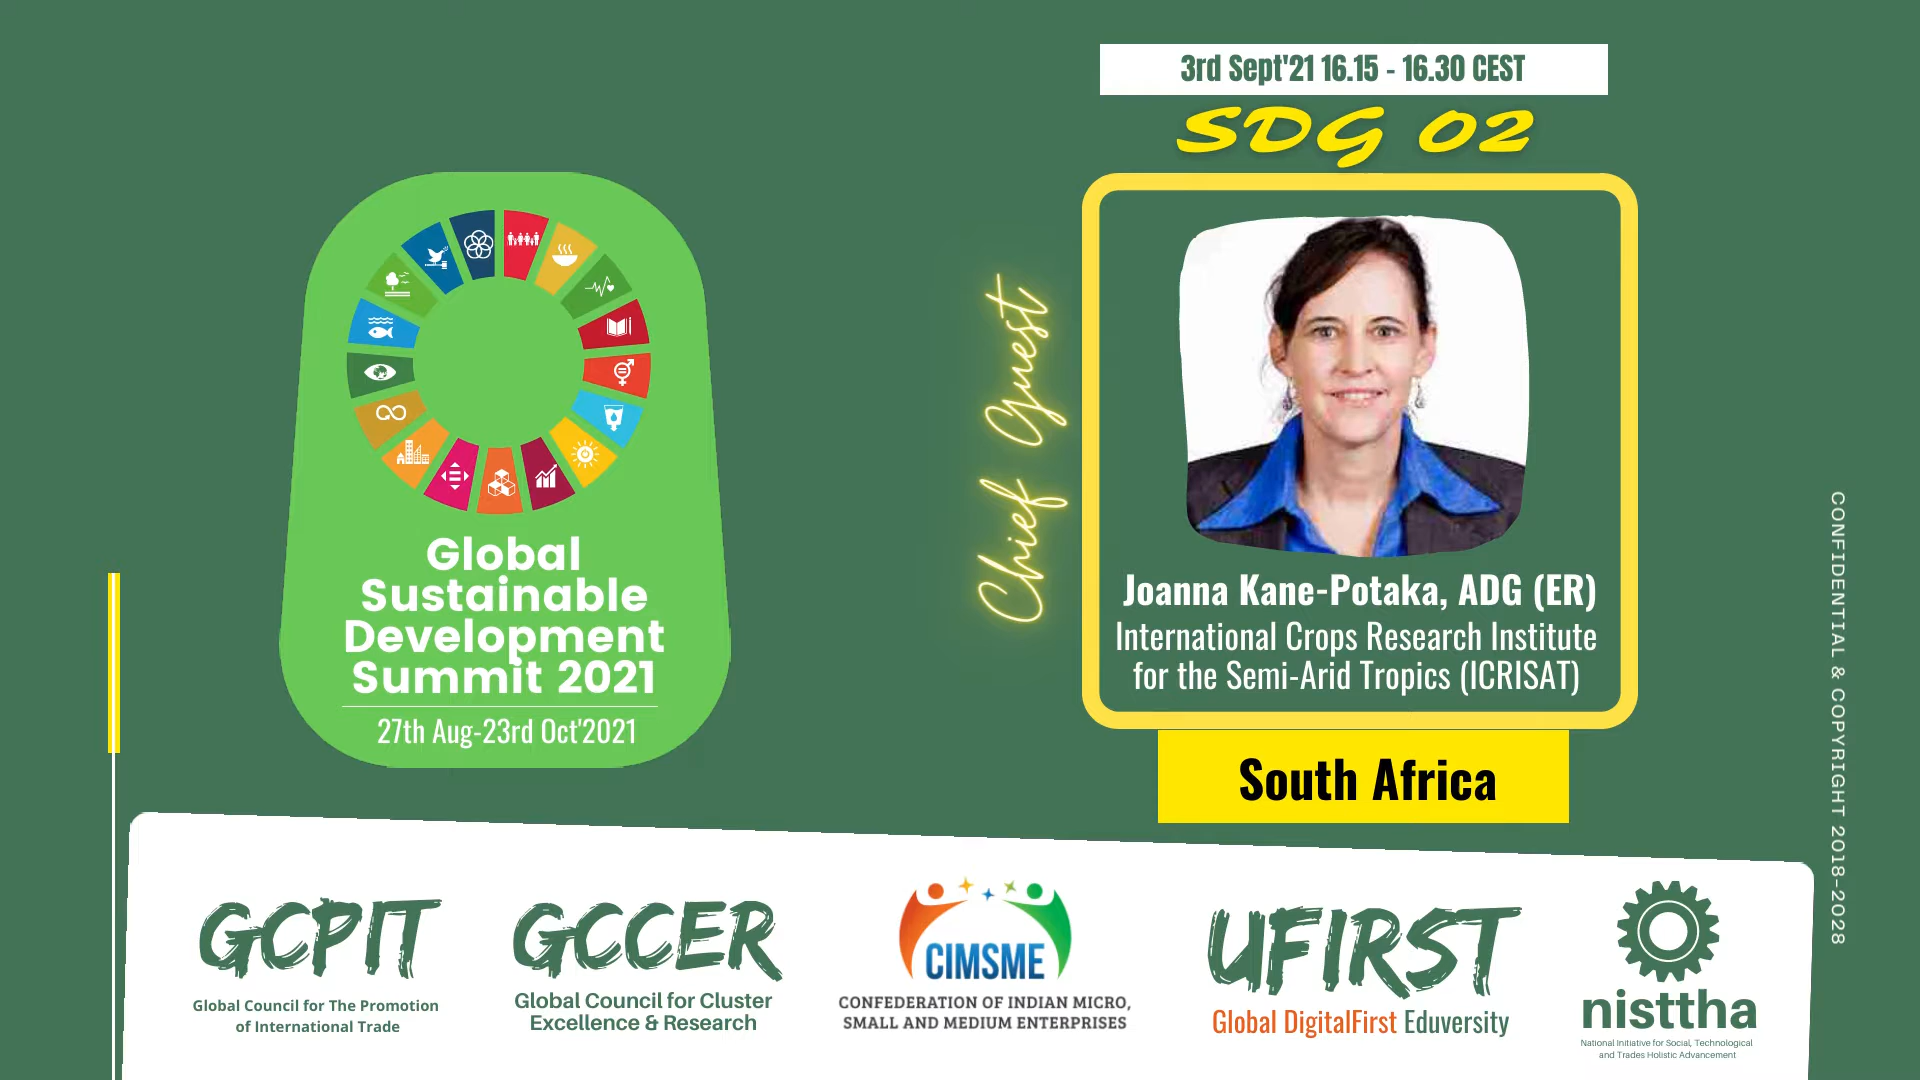 3rd Sept'21 16.15 - 16.30 CEST
SDG 02
Chief Guest
Joanna Kane-Potaka, ADG (ER)
International Crops Research Institute
for the Semi-Arid Tropics (ICRISAT)
South Africa
Global
Sustainable
Development
Summit 2021
27th Aug-23rd Oct'2021
CONFIDENTIAL & COPYRIGHT 2018-2028
GCPIT
Global Council for The Promotion
of International Trade
GCCER
Global Council for Cluster
Excellence & Research
CIMSME
CONFEDERATION OF INDIAN MICRO,
SMALL AND MEDIUM ENTERPRISES
UFIRST
Global DigitalFirst Eduversity
nisttha
National Initiative for Social, Technological
and Trades Holistic Advancement